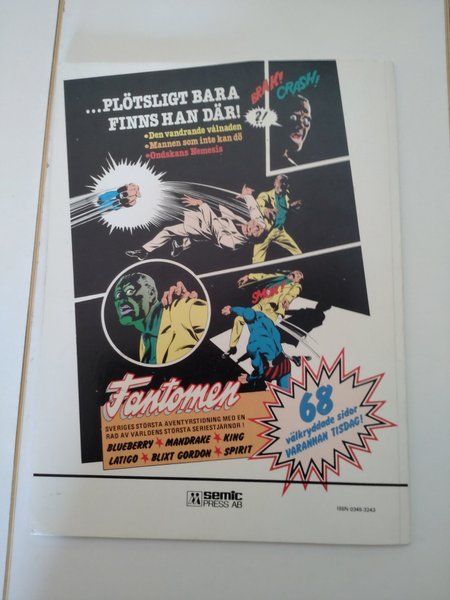 ...PLÖTSLIGT BARA
FINNS HAN DÄR!
•Den vandrande vålnaden
•Mannen som inte kan dö
•Ondskans Nemesis
BRAK!
CRASH!
?!
SMOK!
Fantomen
SVERIGES STÖRSTA ÄVENTYRSTIDNING MED EN
RAD AV VÄRLDENS STÖRSTA SERIESTJÄRNOR!
BLUEBERRY ★ MANDRAKE ★ KING
LATIGO ★ BLIXT GORDON ★ SPIRIT
68
välkryddade sidor
VARANNAN TISDAG!
semic
PRESS AB
ISSN 0349-3243